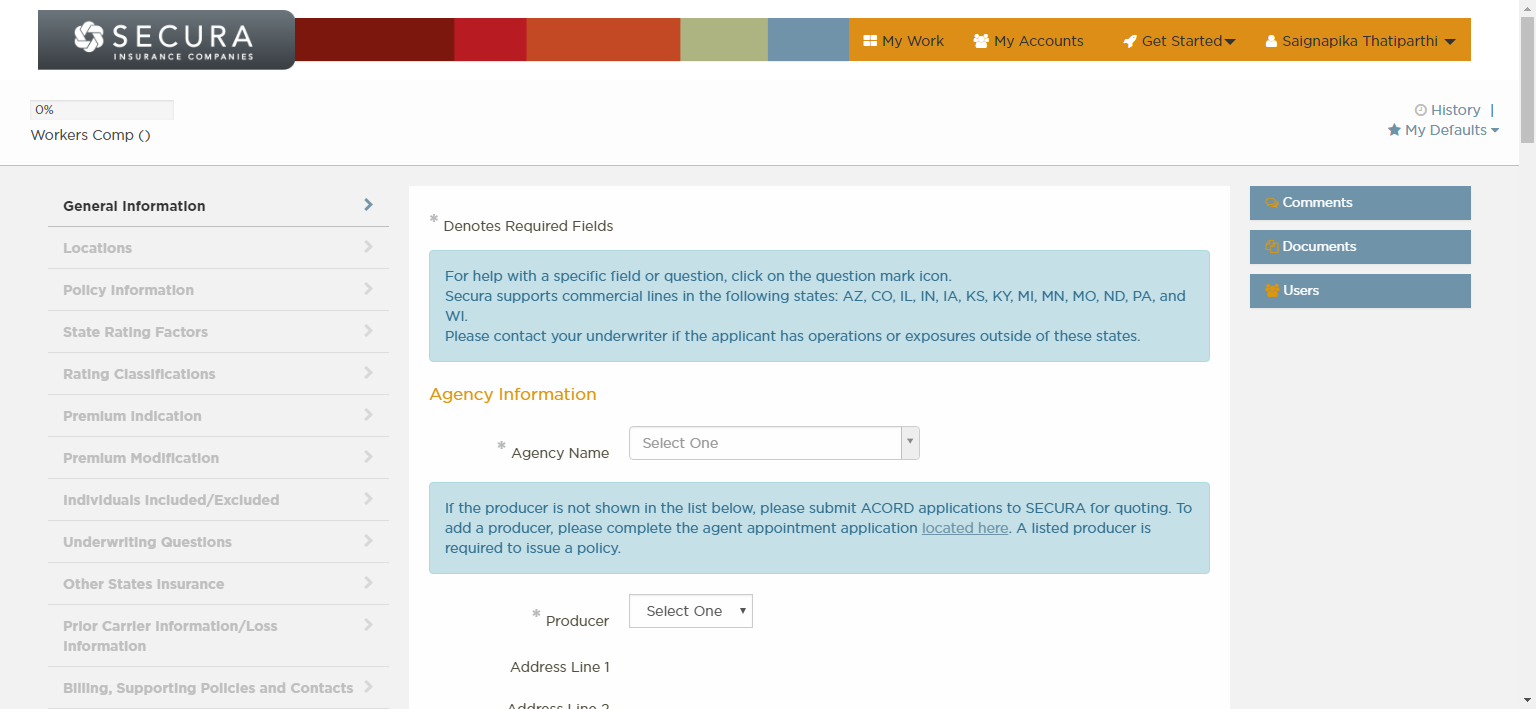 SECURA
INSURANCE COMPANIES
My Work
My Accounts
Get Started
Saignapika Thatiparthi
0%
Workers Comp ()
History |
My Defaults
General Information
Locations
Policy Information
State Rating Factors
Rating Classifications
Premium Indication
Premium Modification
Individuals Included/Excluded
Underwriting Questions
Other States Insurance
Prior Carrier Information/Loss
Information
Billing, Supporting Policies and Contacts
* Denotes Required Fields
For help with a specific field or question, click on the question mark icon.
Secura supports commercial lines in the following states: AZ, CO, IL, IN, IA, KS, KY, MI, MN, MO, ND, PA, and
WI.
Please contact your underwriter if the applicant has operations or exposures outside of these states.
Agency Information
* Agency Name
Select One
If the producer is not shown in the list below, please submit ACORD applications to SECURA for quoting. To
add a producer, please complete the agent appointment application located here. A listed producer is
required to issue a policy.
* Producer
Select One
Address Line 1
Address Line 2
Comments
Documents
Users